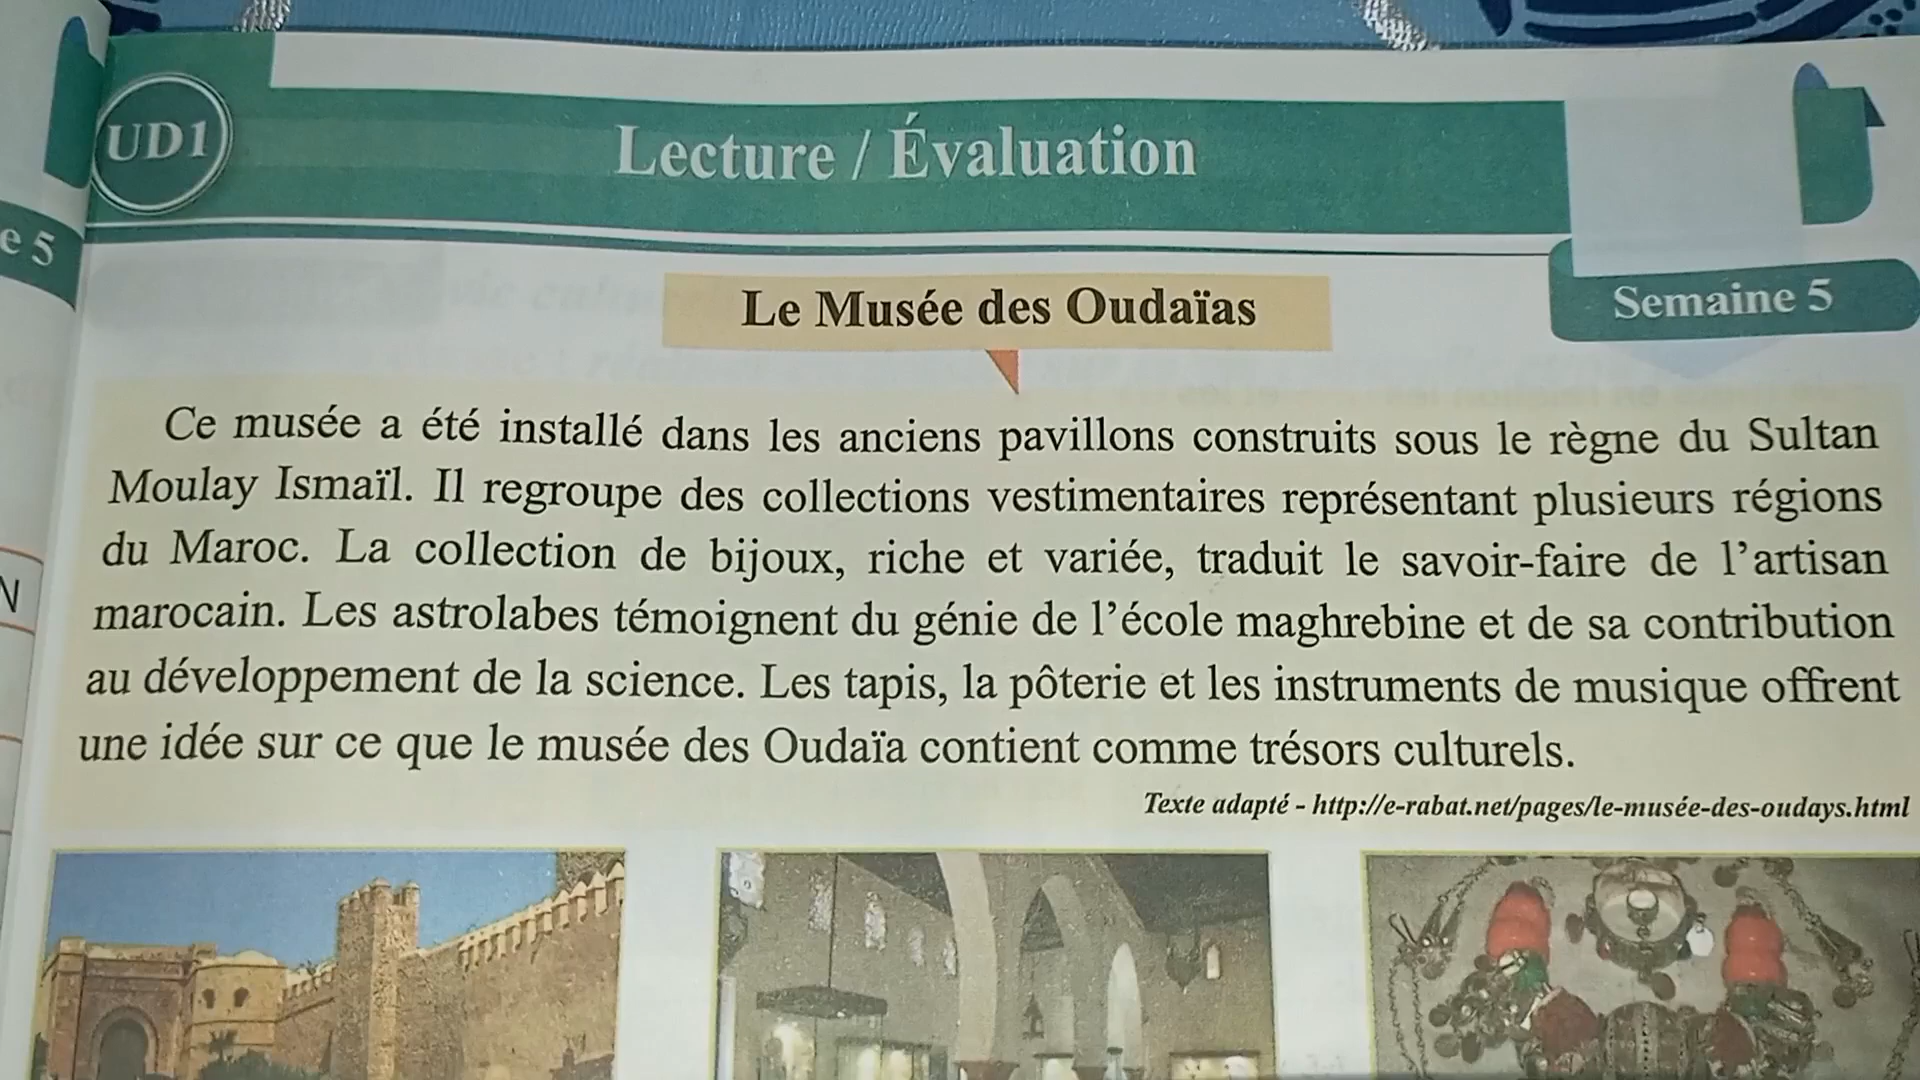 UD1
Lecture / Évaluation
e 5
Semaine 5
Le Musée des Oudaïas
Ce musée a été installé dans les anciens pavillons construits sous le règne du Sultan
Moulay Ismaïl. Il regroupe des collections vestimentaires représentant plusieurs régions
du Maroc. La collection de bijoux, riche et variée, traduit le savoir-faire de l'artisan
marocain. Les astrolabes témoignent du génie de l'école maghrebine et de sa contribution
au développement de la science. Les tapis, la pôterie et les instruments de musique offrent
une idée sur ce que le musée des Oudaïa contient comme trésors culturels.
Texte adapté - http://e-rabat.net/pages/le-musée-des-oudays.html
N